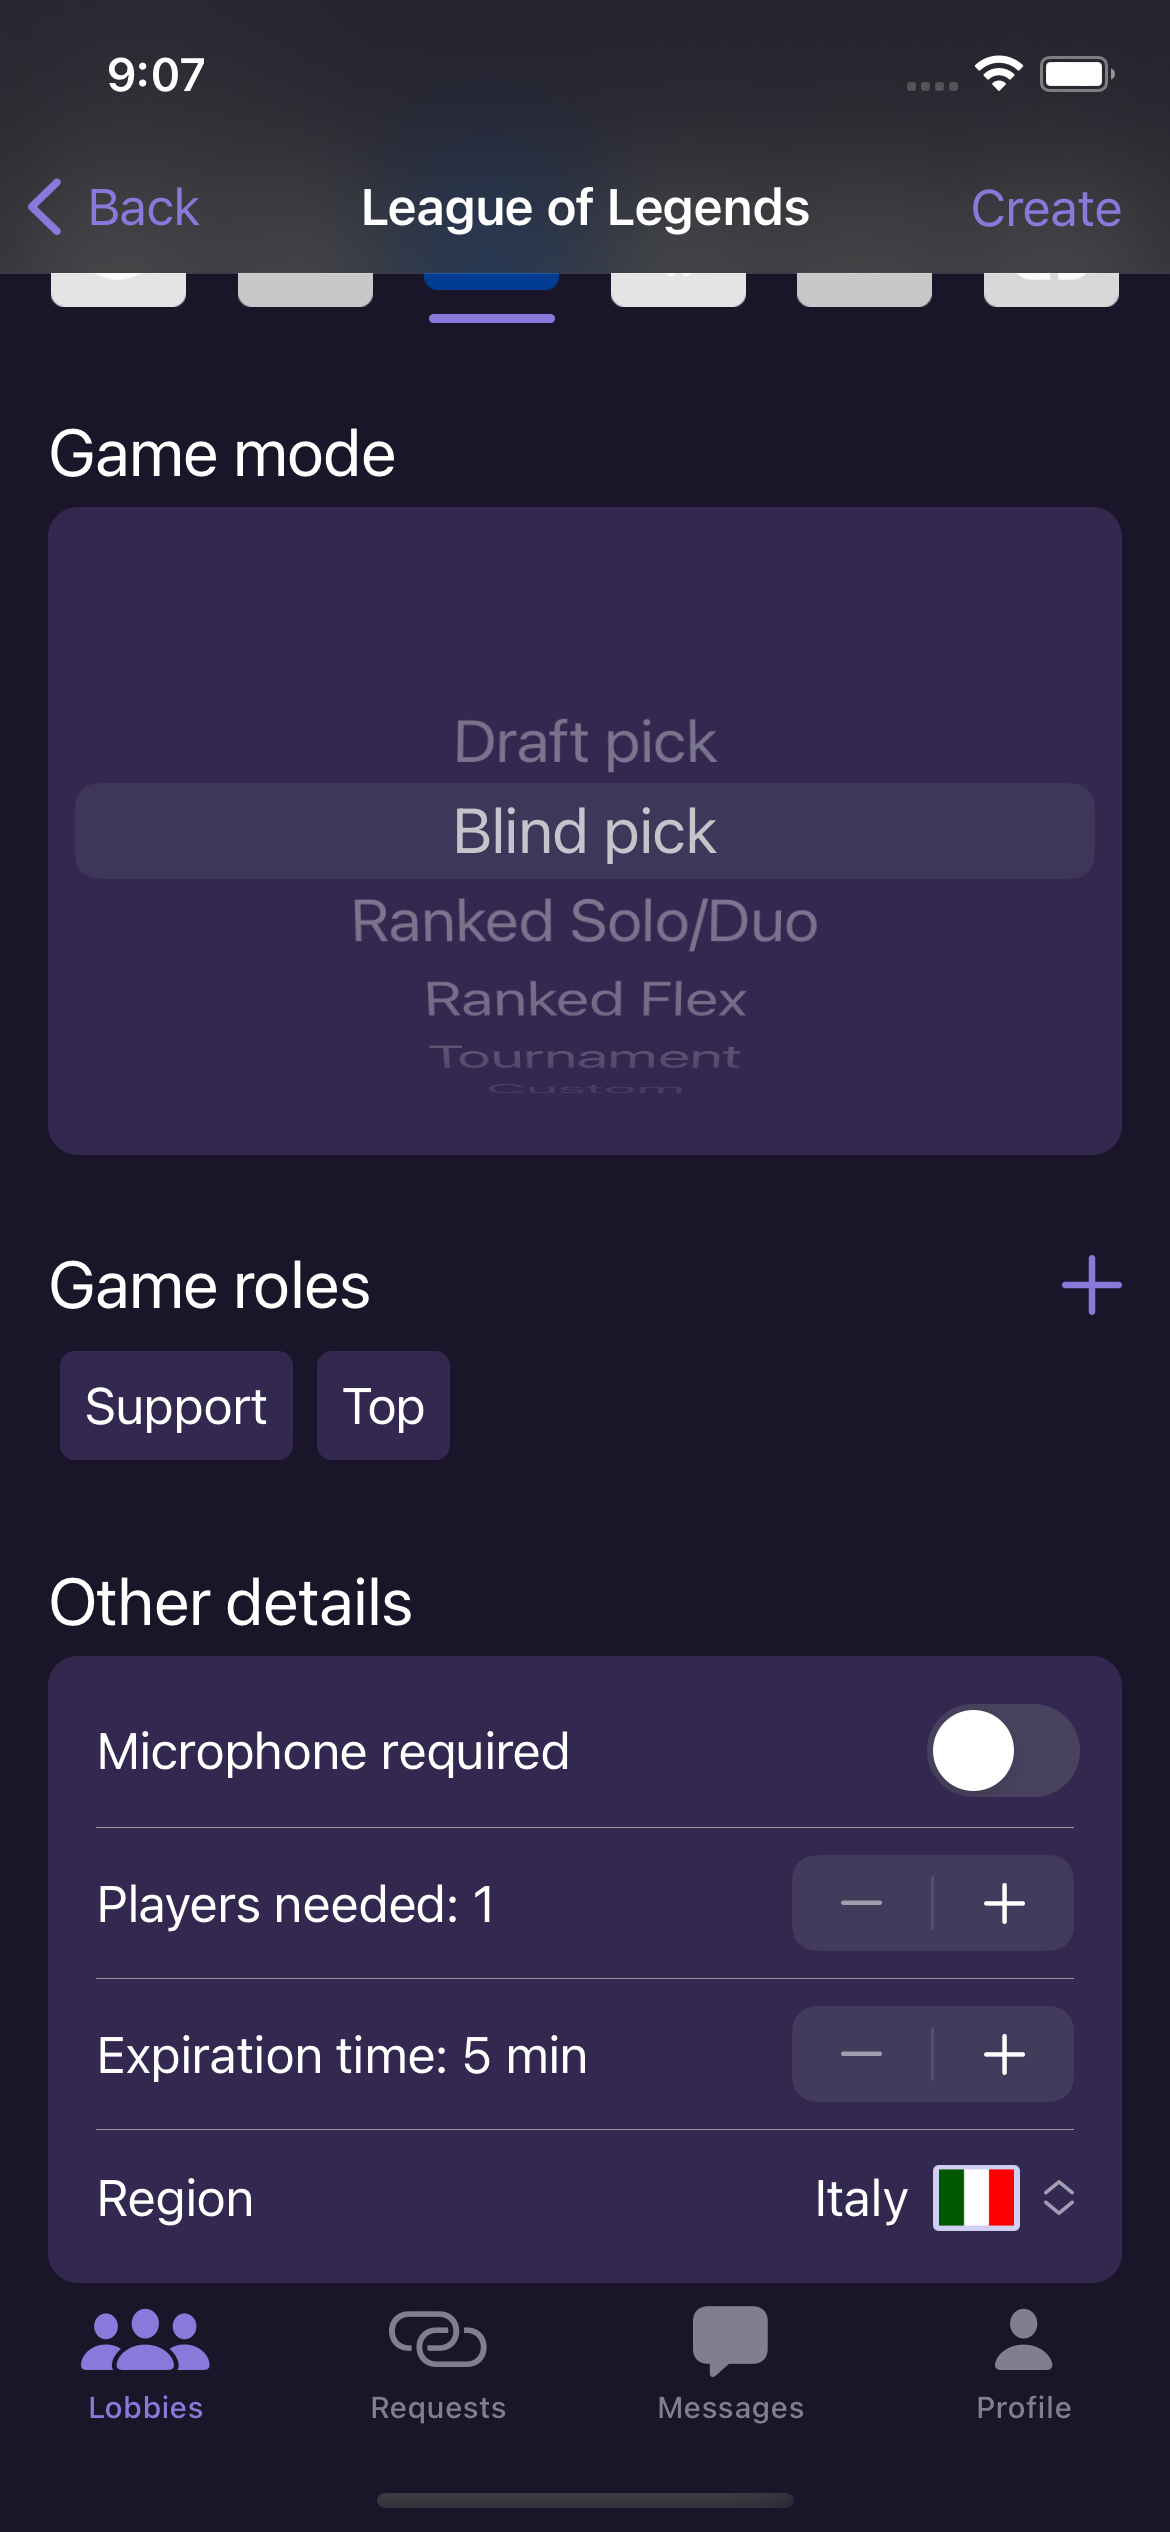 9:07
Back
League of Legends
Create
Game mode
Draft pick
Blind pick
Ranked Solo/Duo
Ranked Flex
Tournament
Custom
Game roles
Support
Top
Other details
Microphone required
Players needed: 1
Expiration time: 5 min
Region
Italy
Lobbies
Requests
Messages
Profile